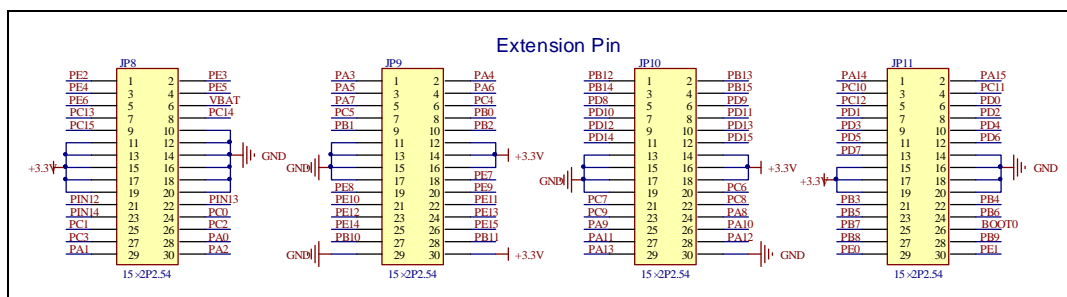 Extension Pin
JP8 JP9 JP10 JP11
PE2 1 2 PE3 PA3 1 2 PA4 PB12 1 2 PB13 PA14 1 2 PA15
PE4 3 4 PE5 PA5 3 4 PA6 PB14 3 4 PB15 PC10 3 4 PC11
PE6 5 6 VBAT PA7 5 6 PC4 PD8 5 6 PD9 PC12 5 6 PD0
PC13 7 8 PC14 PC5 7 8 PB0 PD10 7 8 PD11 PD1 7 8 PD2
PC15 9 10 PB1 9 10 PB2 PD12 9 10 PD13 PD3 9 10 PD4
11 12 11 12 PD14 11 12 PD15 PD5 11 12 PD6
13 14 GND 13 14 +3.3V 13 14 PD7 13 14
+3.3V 15 16 GND 15 16 GND 15 16 +3.3V +3.3V 15 16 GND
17 18 17 18 PE7 17 18 17 18
19 20 PE8 19 20 PE9 19 20 PC6 19 20
PIN12 21 22 PIN13 PE10 21 22 PE11 PC7 21 22 PC8 PB3 21 22 PB4
PIN14 23 24 PC0 PE12 23 24 PE13 PC9 23 24 PA8 PB5 23 24 PB6
PC1 25 26 PC2 PE14 25 26 PE15 PA9 25 26 PA10 PB7 25 26 BOOT0
PC3 27 28 PA0 PB10 27 28 PB11 PA11 27 28 PA12 PB8 27 28 PB9
PA1 29 30 PA2 GND 29 30 +3.3V PA13 29 30 GND PE0 29 30 PE1
15×2P2.54 15×2P2.54 15×2P2.54 15×2P2.54